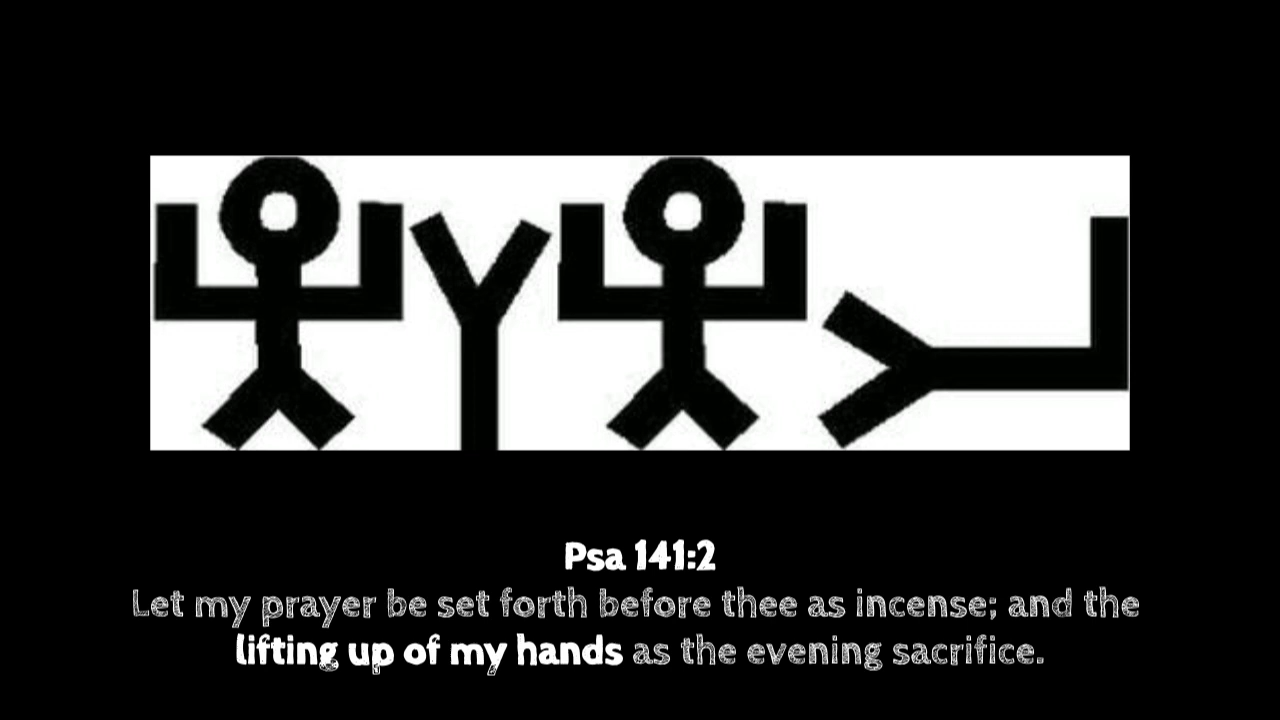 Psa 141:2
Let my prayer be set forth before thee as incense; and the
lifting up of my hands as the evening sacrifice.